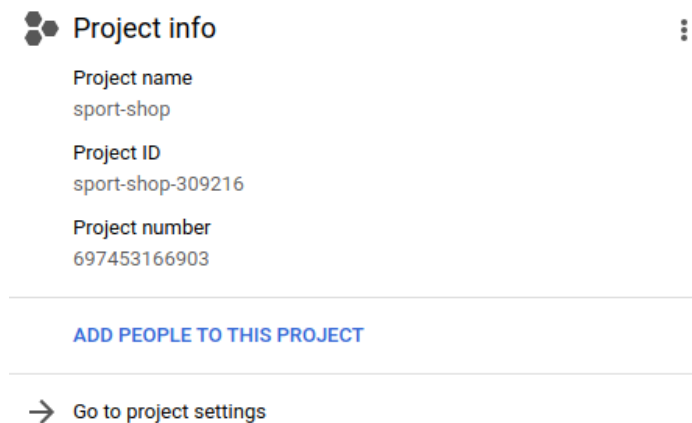 Project info
Project name
sport-shop
Project ID
sport-shop-309216
Project number
697453166903
ADD PEOPLE TO THIS PROJECT
Go to project settings